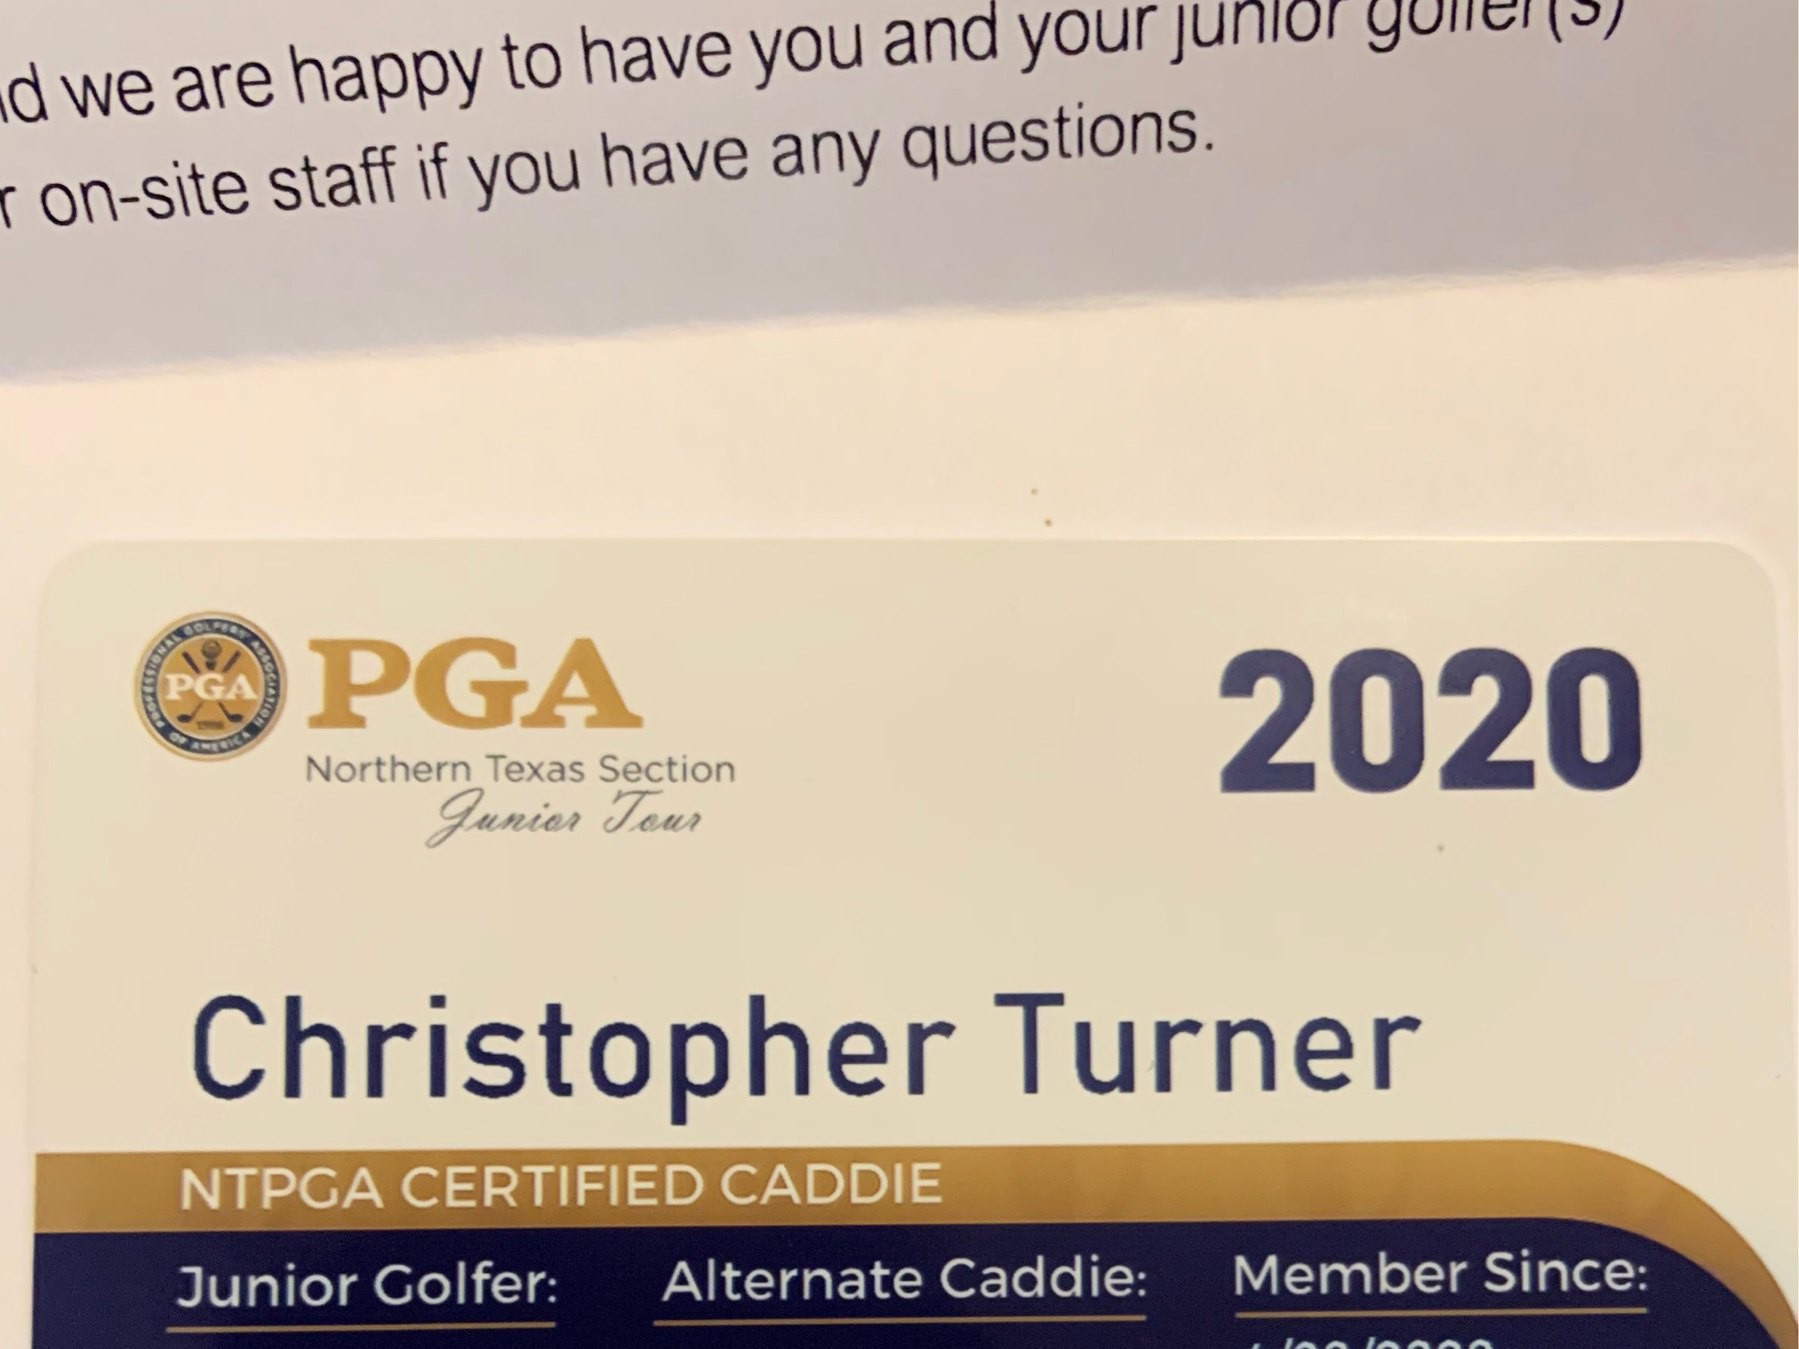 we are happy to have you and your junior golfer(s)
on-site staff if you have any questions.
PROFESSIONAL GOLFERS' ASSOCIATION OF AMERICA
PGA
PGA
2020
Northern Texas Section
Junior Tour
Christopher Turner
NTPGA CERTIFIED CADDIE
Junior Golfer: Alternate Caddie: Member Since: